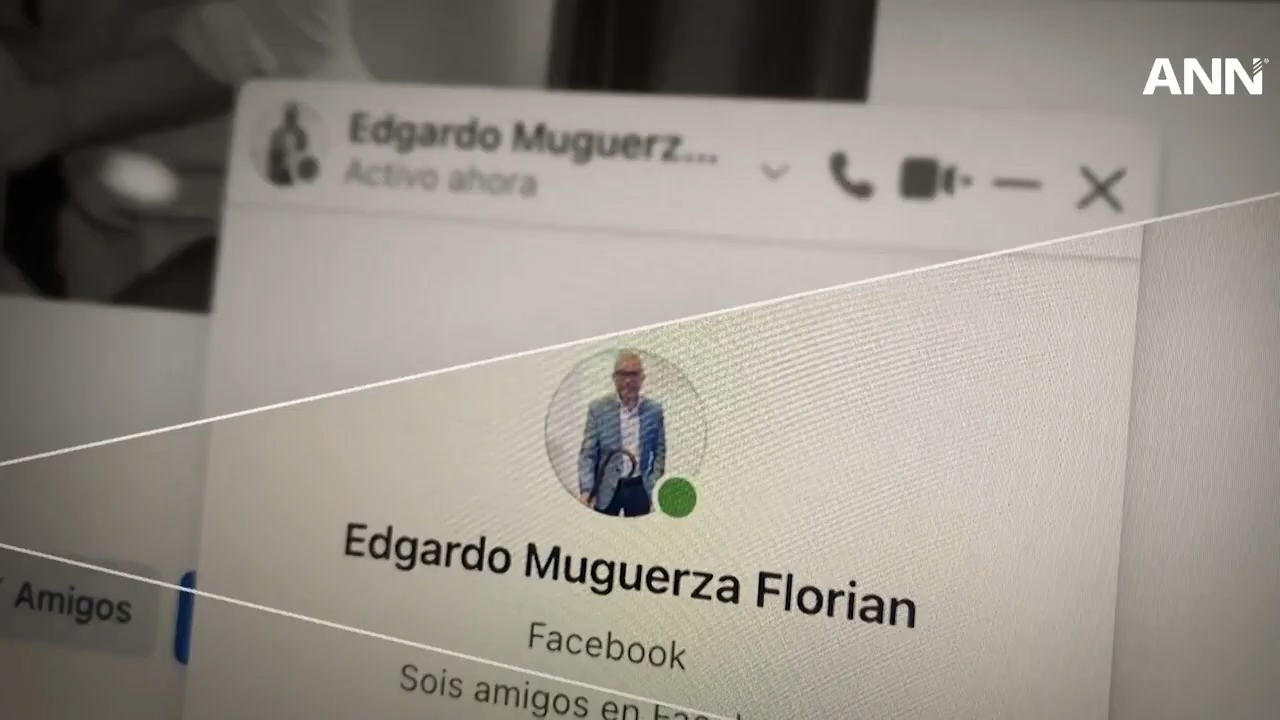 ANN
Edgardo Muguerz...
Activo ahora
Edgardo Muguerza Florian
Facebook
Amigos
Sois amigos en